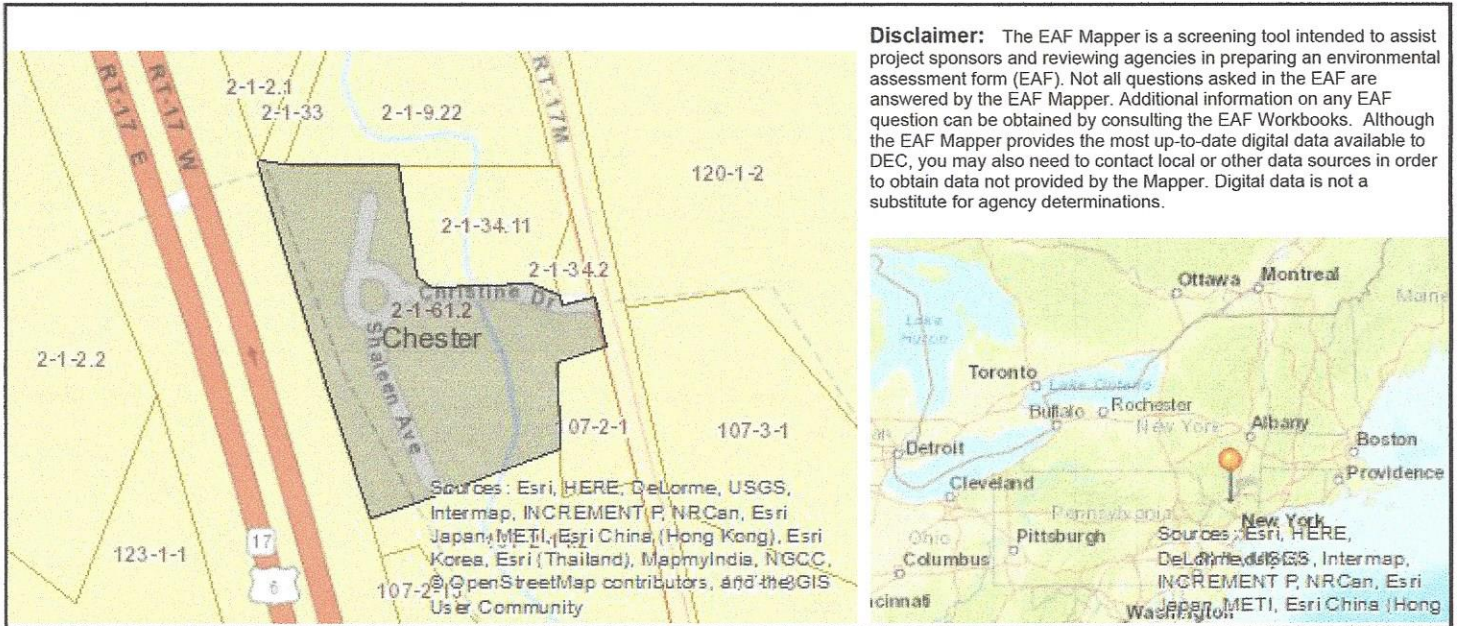 Disclaimer: The EAF Mapper is a screening tool intended to assist
project sponsors and reviewing agencies in preparing an environmental
assessment form (EAF). Not all questions asked in the EAF are
answered by the EAF Mapper. Additional information on any EAF
question can be obtained by consulting the EAF Workbooks. Although
the EAF Mapper provides the most up-to-date digital data available to
DEC, you may also need to contact local or other data sources in order
to obtain data not provided by the Mapper. Digital data is not a
substitute for agency determinations.
RT-17 E
RT-17 W
RT-17M
2-1-2.1
2-1-33
2-1-9.22
120-1-2
2-1-34.11
2-1-34.2
Christine Dr
2-1-61.2
Chester
Shaleen Ave
2-1-2.2
107-2-1
107-3-1
123-1-1
17
6
Sources: Esri, HERE, DeLorme, USGS,
Intermap, INCREMENT P, NRCan, Esri
Japan, METI, Esri China (Hong Kong), Esri
Korea, Esri (Thailand), MapmyIndia, NGCC,
© OpenStreetMap contributors, and the GIS
User Community
Ottawa
Montreal
Maine
Lake
Huron
Toronto
Lake Ontario
Buffalo
Rochester
New York
Albany
Boston
Detroit
Providence
Cleveland
Pennsylvania
New York
Ohio
Pittsburgh
Columbus
cinnati
Washington
Sources: Esri, HERE,
DeLorme, USGS, Intermap,
INCREMENT P, NRCan, Esri
Japan, METI, Esri China (Hong